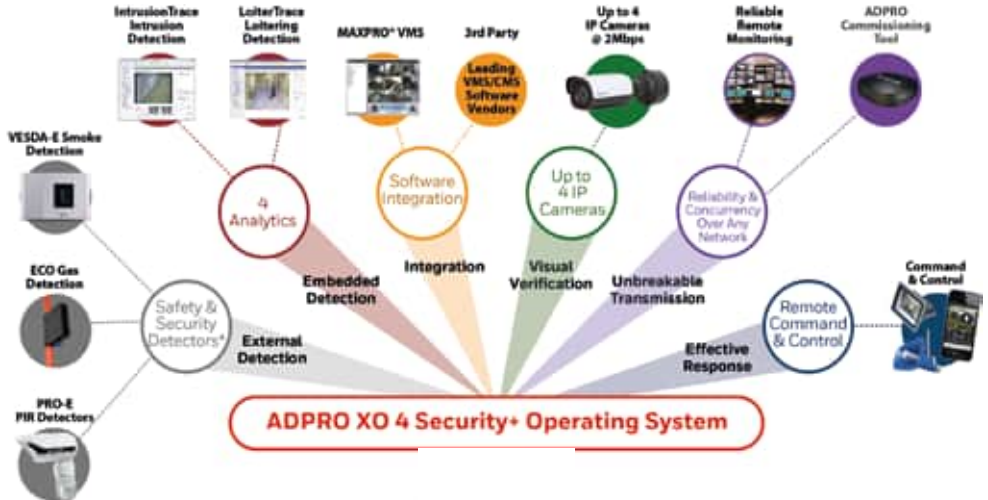 IntrusionTrace
Intrusion
Detection
LoiterTrace
Loitering
Detection
MAXPRO® VMS
3rd Party
Leading
VMS/CMS
Software
Vendors
Up to 4
IP Cameras
@ 2Mbps
Reliable
Remote
Monitoring
ADPRO
Commissioning
Tool
VESDA-E Smoke
Detection
ECO Gas
Detection
PRO-E
PIR Detectors
Safety &
Security
Detectors*
4
Analytics
Software
Integration
Up to
4 IP
Cameras
Reliability &
Concurrency
Over Any
Network
Remote
Command
& Control
Command
& Control
External
Detection
Embedded
Detection
Integration
Visual
Verification
Unbreakable
Transmission
Effective
Response
ADPRO XO 4 Security+ Operating System